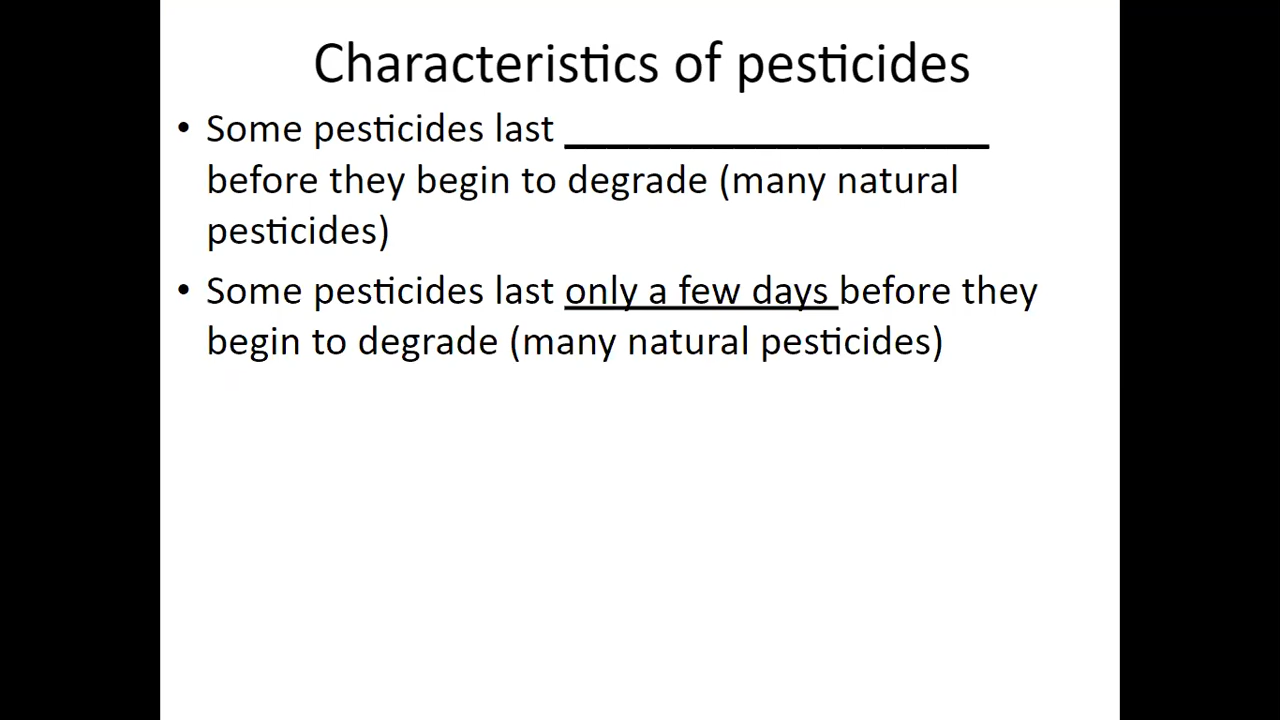 Characteristics of pesticides
• Some pesticides last ____________________
before they begin to degrade (many natural
pesticides)
• Some pesticides last only a few days before they
begin to degrade (many natural pesticides)